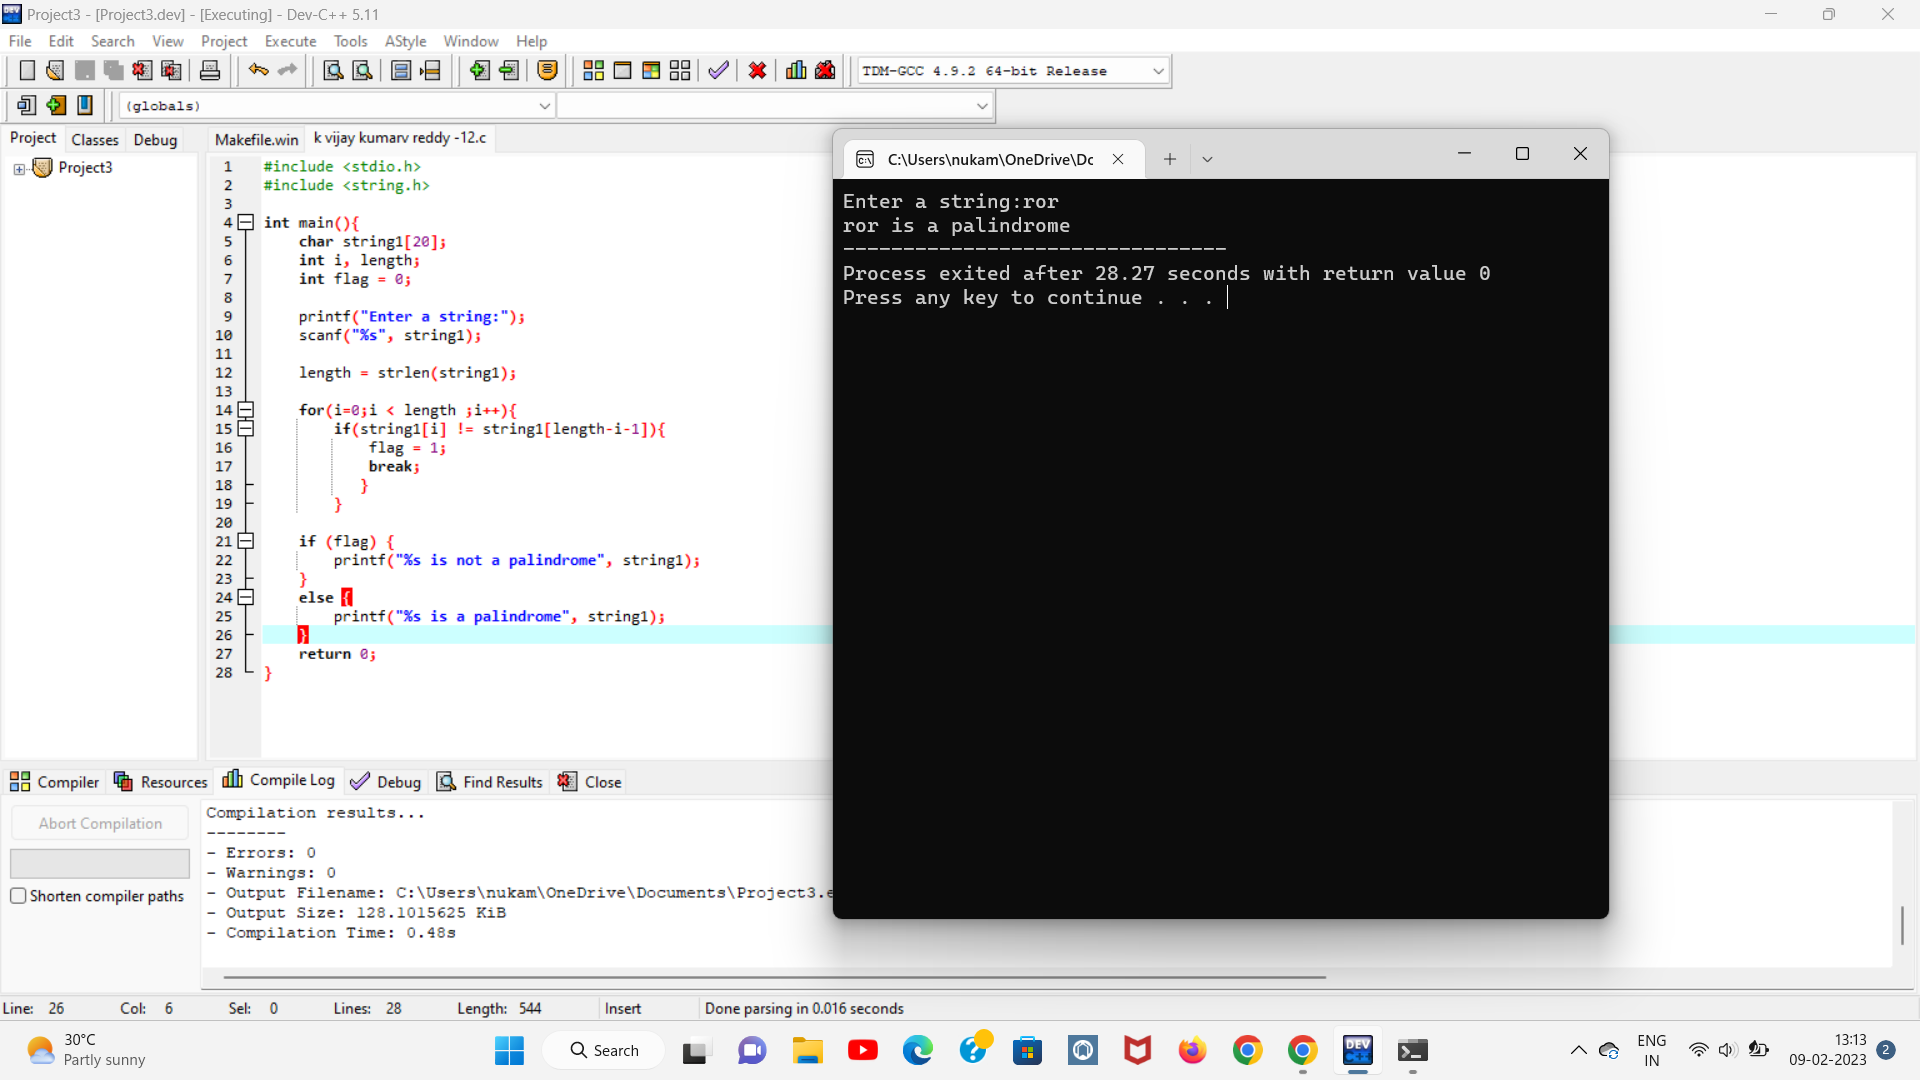 Project3 - [Project3.dev] - [Executing] - Dev-C++ 5.11
File Edit Search View Project Execute Tools AStyle Window Help
TDM-GCC 4.9.2 64-bit Release
(globals)
Project Classes Debug
Project3
Makefile.win k vijay kumarv reddy -12.c
1 #include <stdio.h>
2 #include <string.h>
3
4 int main(){
5 char string1[20];
6 int i, length;
7 int flag = 0;
8
9 printf("Enter a string:");
10 scanf("%s", string1);
11
12 length = strlen(string1);
13
14 for(i=0;i < length ;i++){
15 if(string1[i] != string1[length-i-1]){
16 flag = 1;
17 break;
18 }
19 }
20
21 if (flag) {
22 printf("%s is not a palindrome", string1);
23 }
24 else {
25 printf("%s is a palindrome", string1);
26 }
27 return 0;
28 }
C:\Users\nukam\OneDrive\Dc
Enter a string:ror
ror is a palindrome
--------------------------------
Process exited after 28.27 seconds with return value 0
Press any key to continue . . .
Compiler Resources Compile Log Debug Find Results Close
Abort Compilation
Shorten compiler paths
Compilation results...
--------
- Errors: 0
- Warnings: 0
- Output Filename: C:\Users\nukam\OneDrive\Documents\Project3.e
- Output Size: 128.1015625 KiB
- Compilation Time: 0.48s
Line: 26 Col: 6 Sel: 0 Lines: 28 Length: 544 Insert Done parsing in 0.016 seconds
30°C
Partly sunny
Search
DEV
C++
ENG
IN
13:13
09-02-2023
2